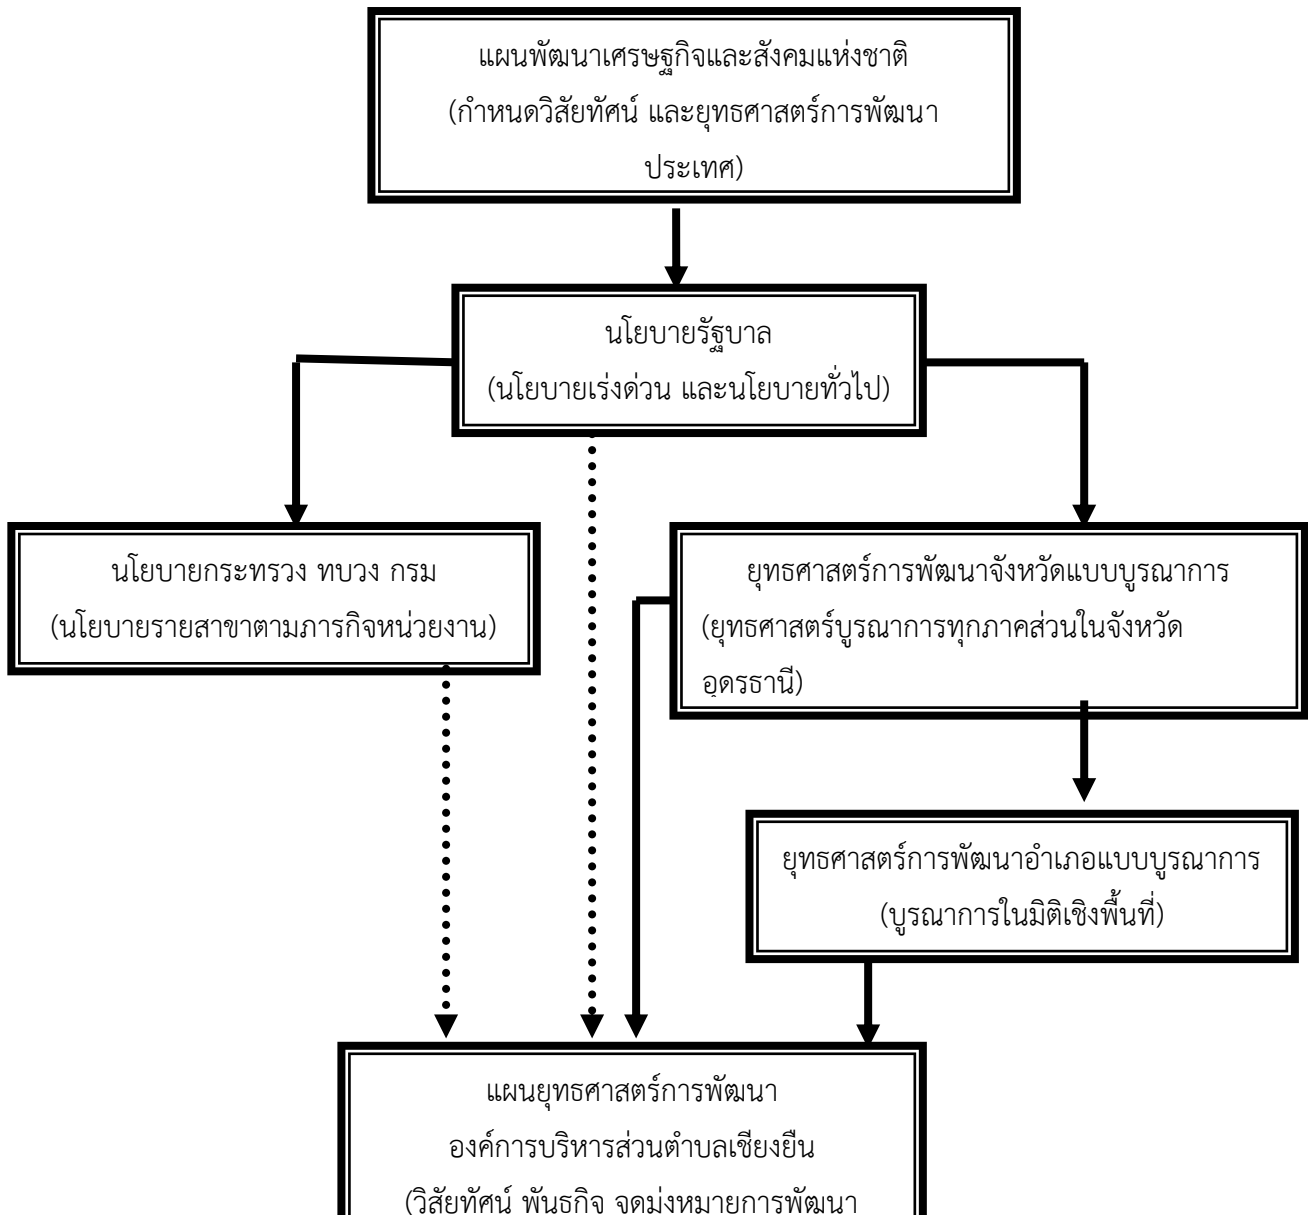 แผนพัฒนาเศรษฐกิจและสังคมแห่งชาติ
(กำหนดวิสัยทัศน์ และยุทธศาสตร์การพัฒนา
ประเทศ)
นโยบายรัฐบาล
(นโยบายเร่งด่วน และนโยบายทั่วไป)
นโยบายกระทรวง ทบวง กรม
(นโยบายรายสาขาตามภารกิจหน่วยงาน)
ยุทธศาสตร์การพัฒนาจังหวัดแบบบูรณาการ
(ยุทธศาสตร์บูรณาการทุกภาคส่วนในจังหวัด
อุดรธานี)
ยุทธศาสตร์การพัฒนาอำเภอแบบบูรณาการ
(บูรณาการในมิติเชิงพื้นที่)
แผนยุทธศาสตร์การพัฒนา
องค์การบริหารส่วนตำบลเชียงยืน
(วิสัยทัศน์ พันธกิจ จุดมุ่งหมายการพัฒนา